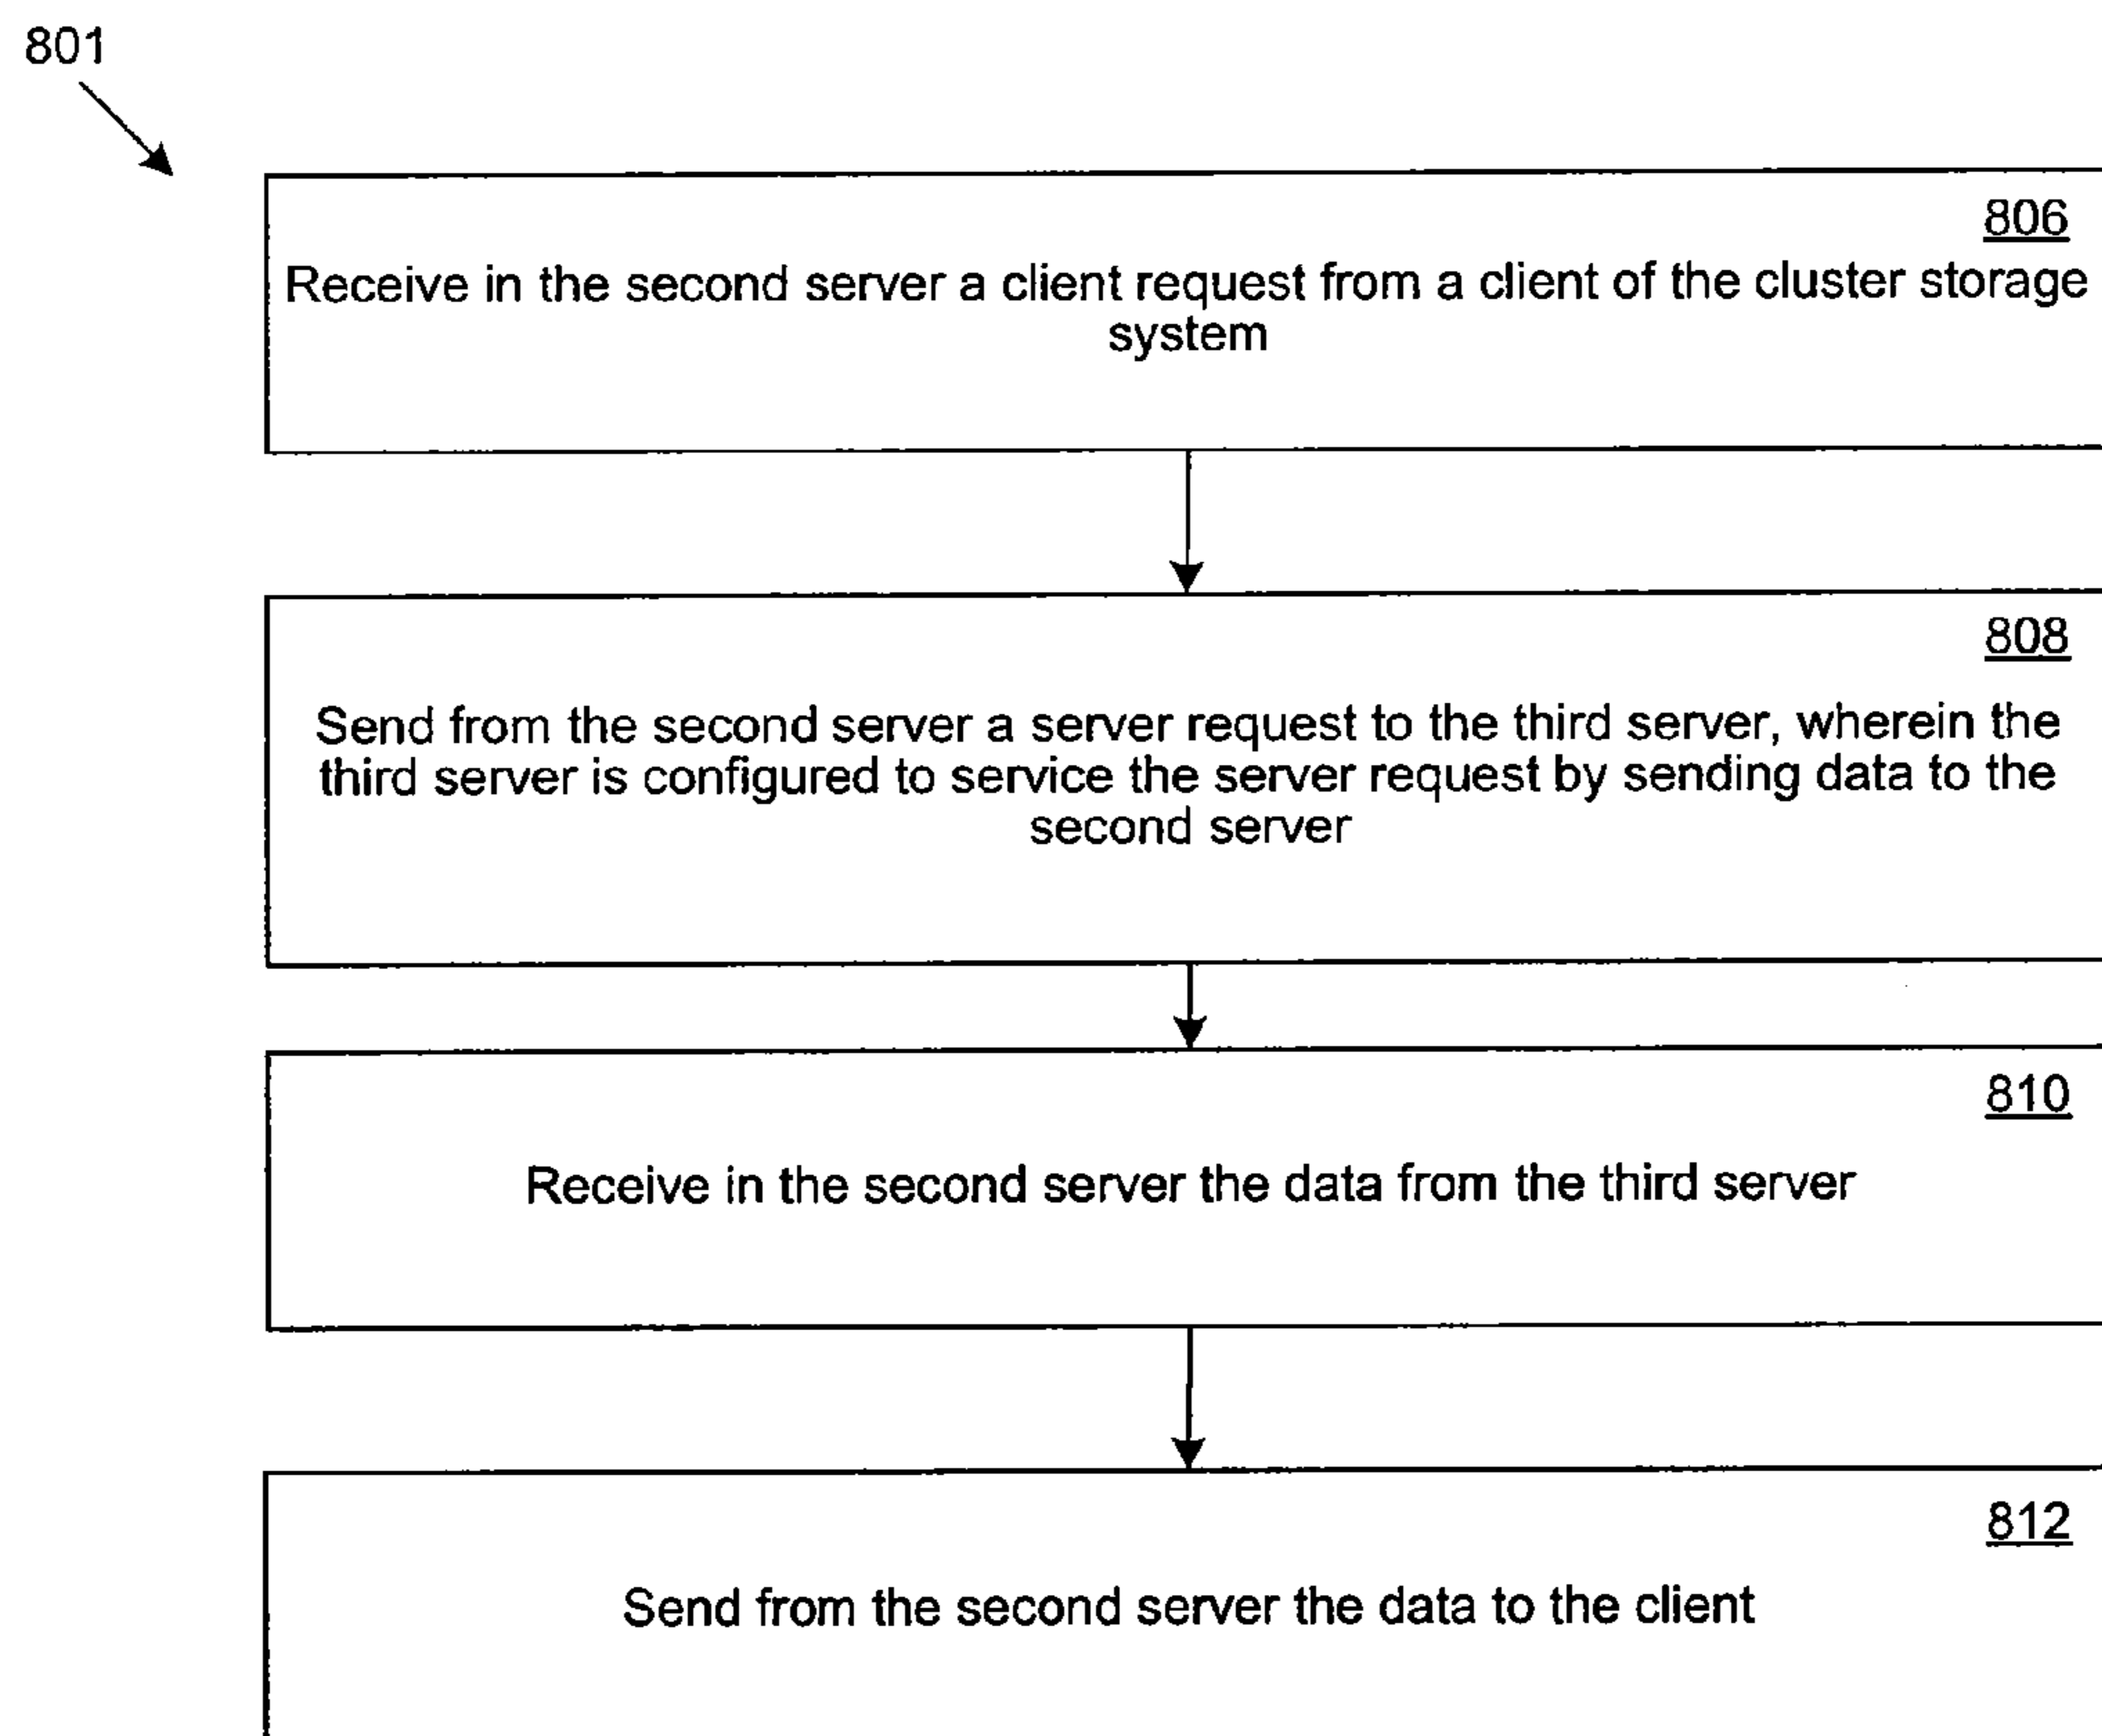 801
806
Receive in the second server a client request from a client of the cluster storage
system
808
Send from the second server a server request to the third server, wherein the
third server is configured to service the server request by sending data to the
second server
810
Receive in the second server the data from the third server
812
Send from the second server the data to the client